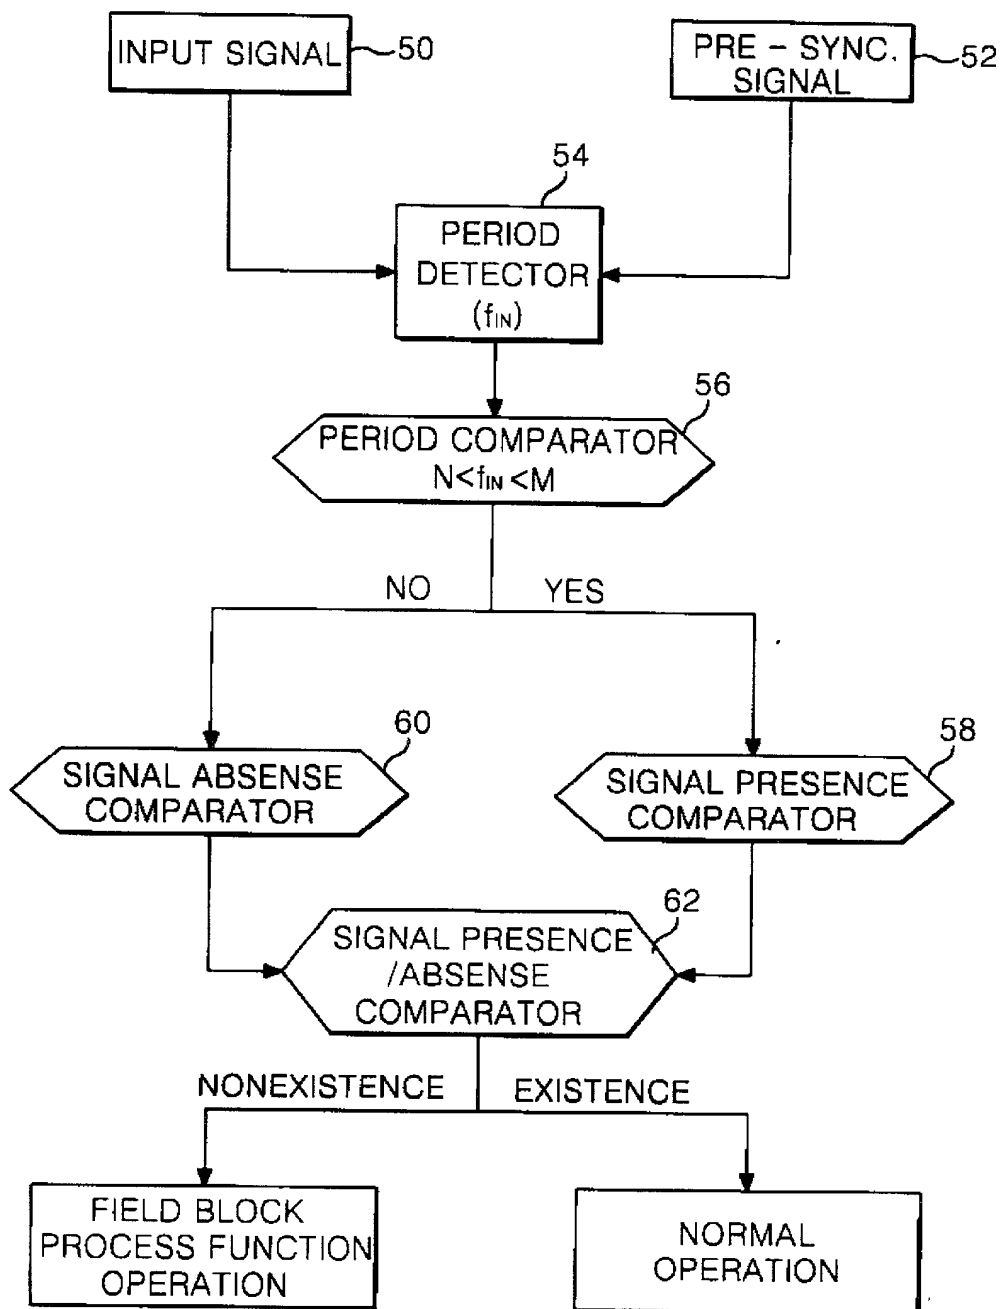 INPUT SIGNAL
50
PRE - SYNC.
SIGNAL
52
54
PERIOD
DETECTOR
(fIN)
56
PERIOD COMPARATOR
N<fIN<M
NO
YES
60
SIGNAL ABSENSE
COMPARATOR
58
SIGNAL PRESENCE
COMPARATOR
62
SIGNAL PRESENCE
/ABSENSE
COMPARATOR
NONEXISTENCE
EXISTENCE
FIELD BLOCK
PROCESS FUNCTION
OPERATION
NORMAL
OPERATION